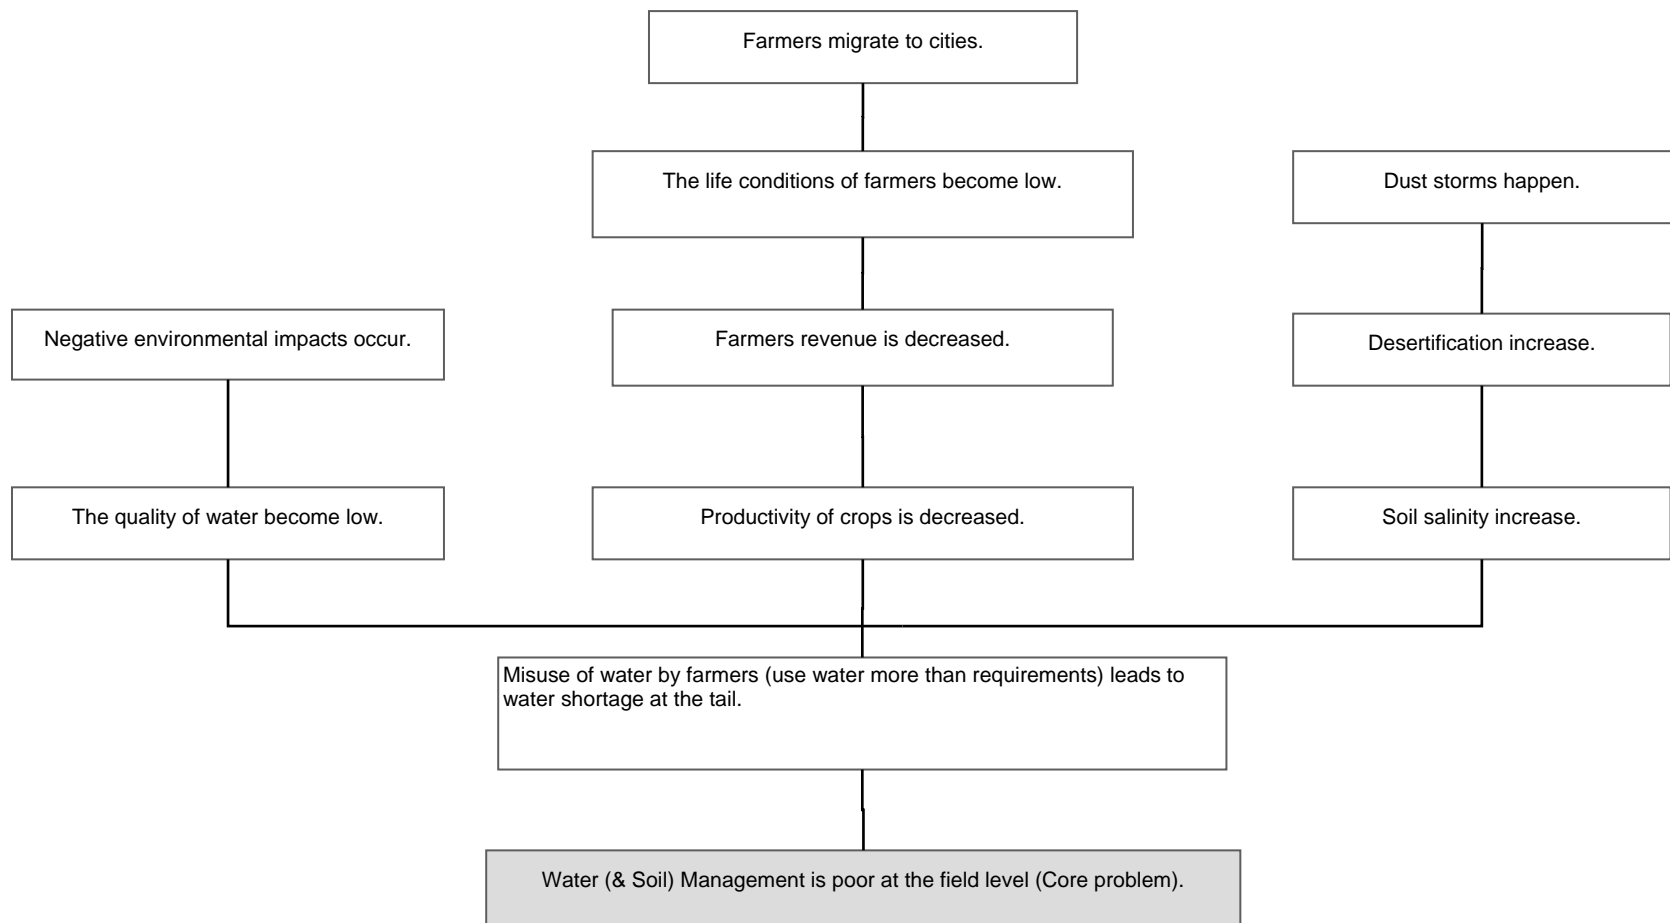 Farmers migrate to cities.
The life conditions of farmers become low.
Dust storms happen.
Negative environmental impacts occur.
Farmers revenue is decreased.
Desertification increase.
The quality of water become low.
Productivity of crops is decreased.
Soil salinity increase.
Misuse of water by farmers (use water more than requirements) leads to
water shortage at the tail.
Water (& Soil) Management is poor at the field level (Core problem).